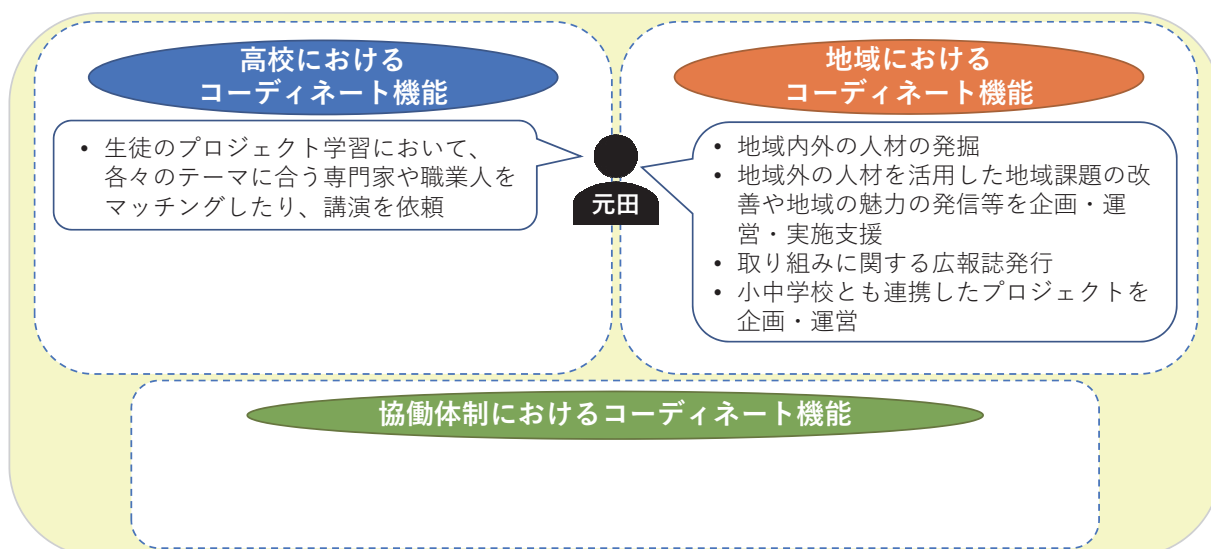 高校における
コーディネート機能
• 生徒のプロジェクト学習において、
各々のテーマに合う専門家や職業人を
マッチングしたり、講演を依頼
元田
地域における
コーディネート機能
• 地域内外の人材の発掘
• 地域外の人材を活用した地域課題の改
善や地域の魅力の発信等を企画・運
営・実施支援
• 取り組みに関する広報誌発行
• 小中学校とも連携したプロジェクトを
企画・運営
協働体制におけるコーディネート機能